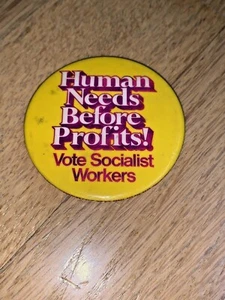 Human
Needs
Before
Profits!
Vote Socialist
Workers